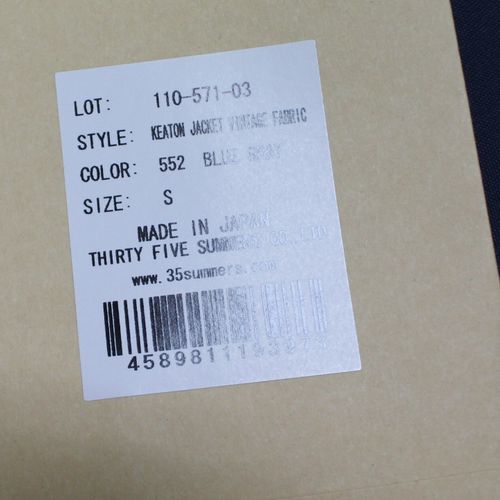 LOT: 110-571-03
STYLE: KEATON JACKET VINTAGE FABRIC
COLOR: 552 BLUE
SIZE: S
MADE IN JAPAN
THIRTY FIVE SUMMERS CO.,LTD
www.35summers.com